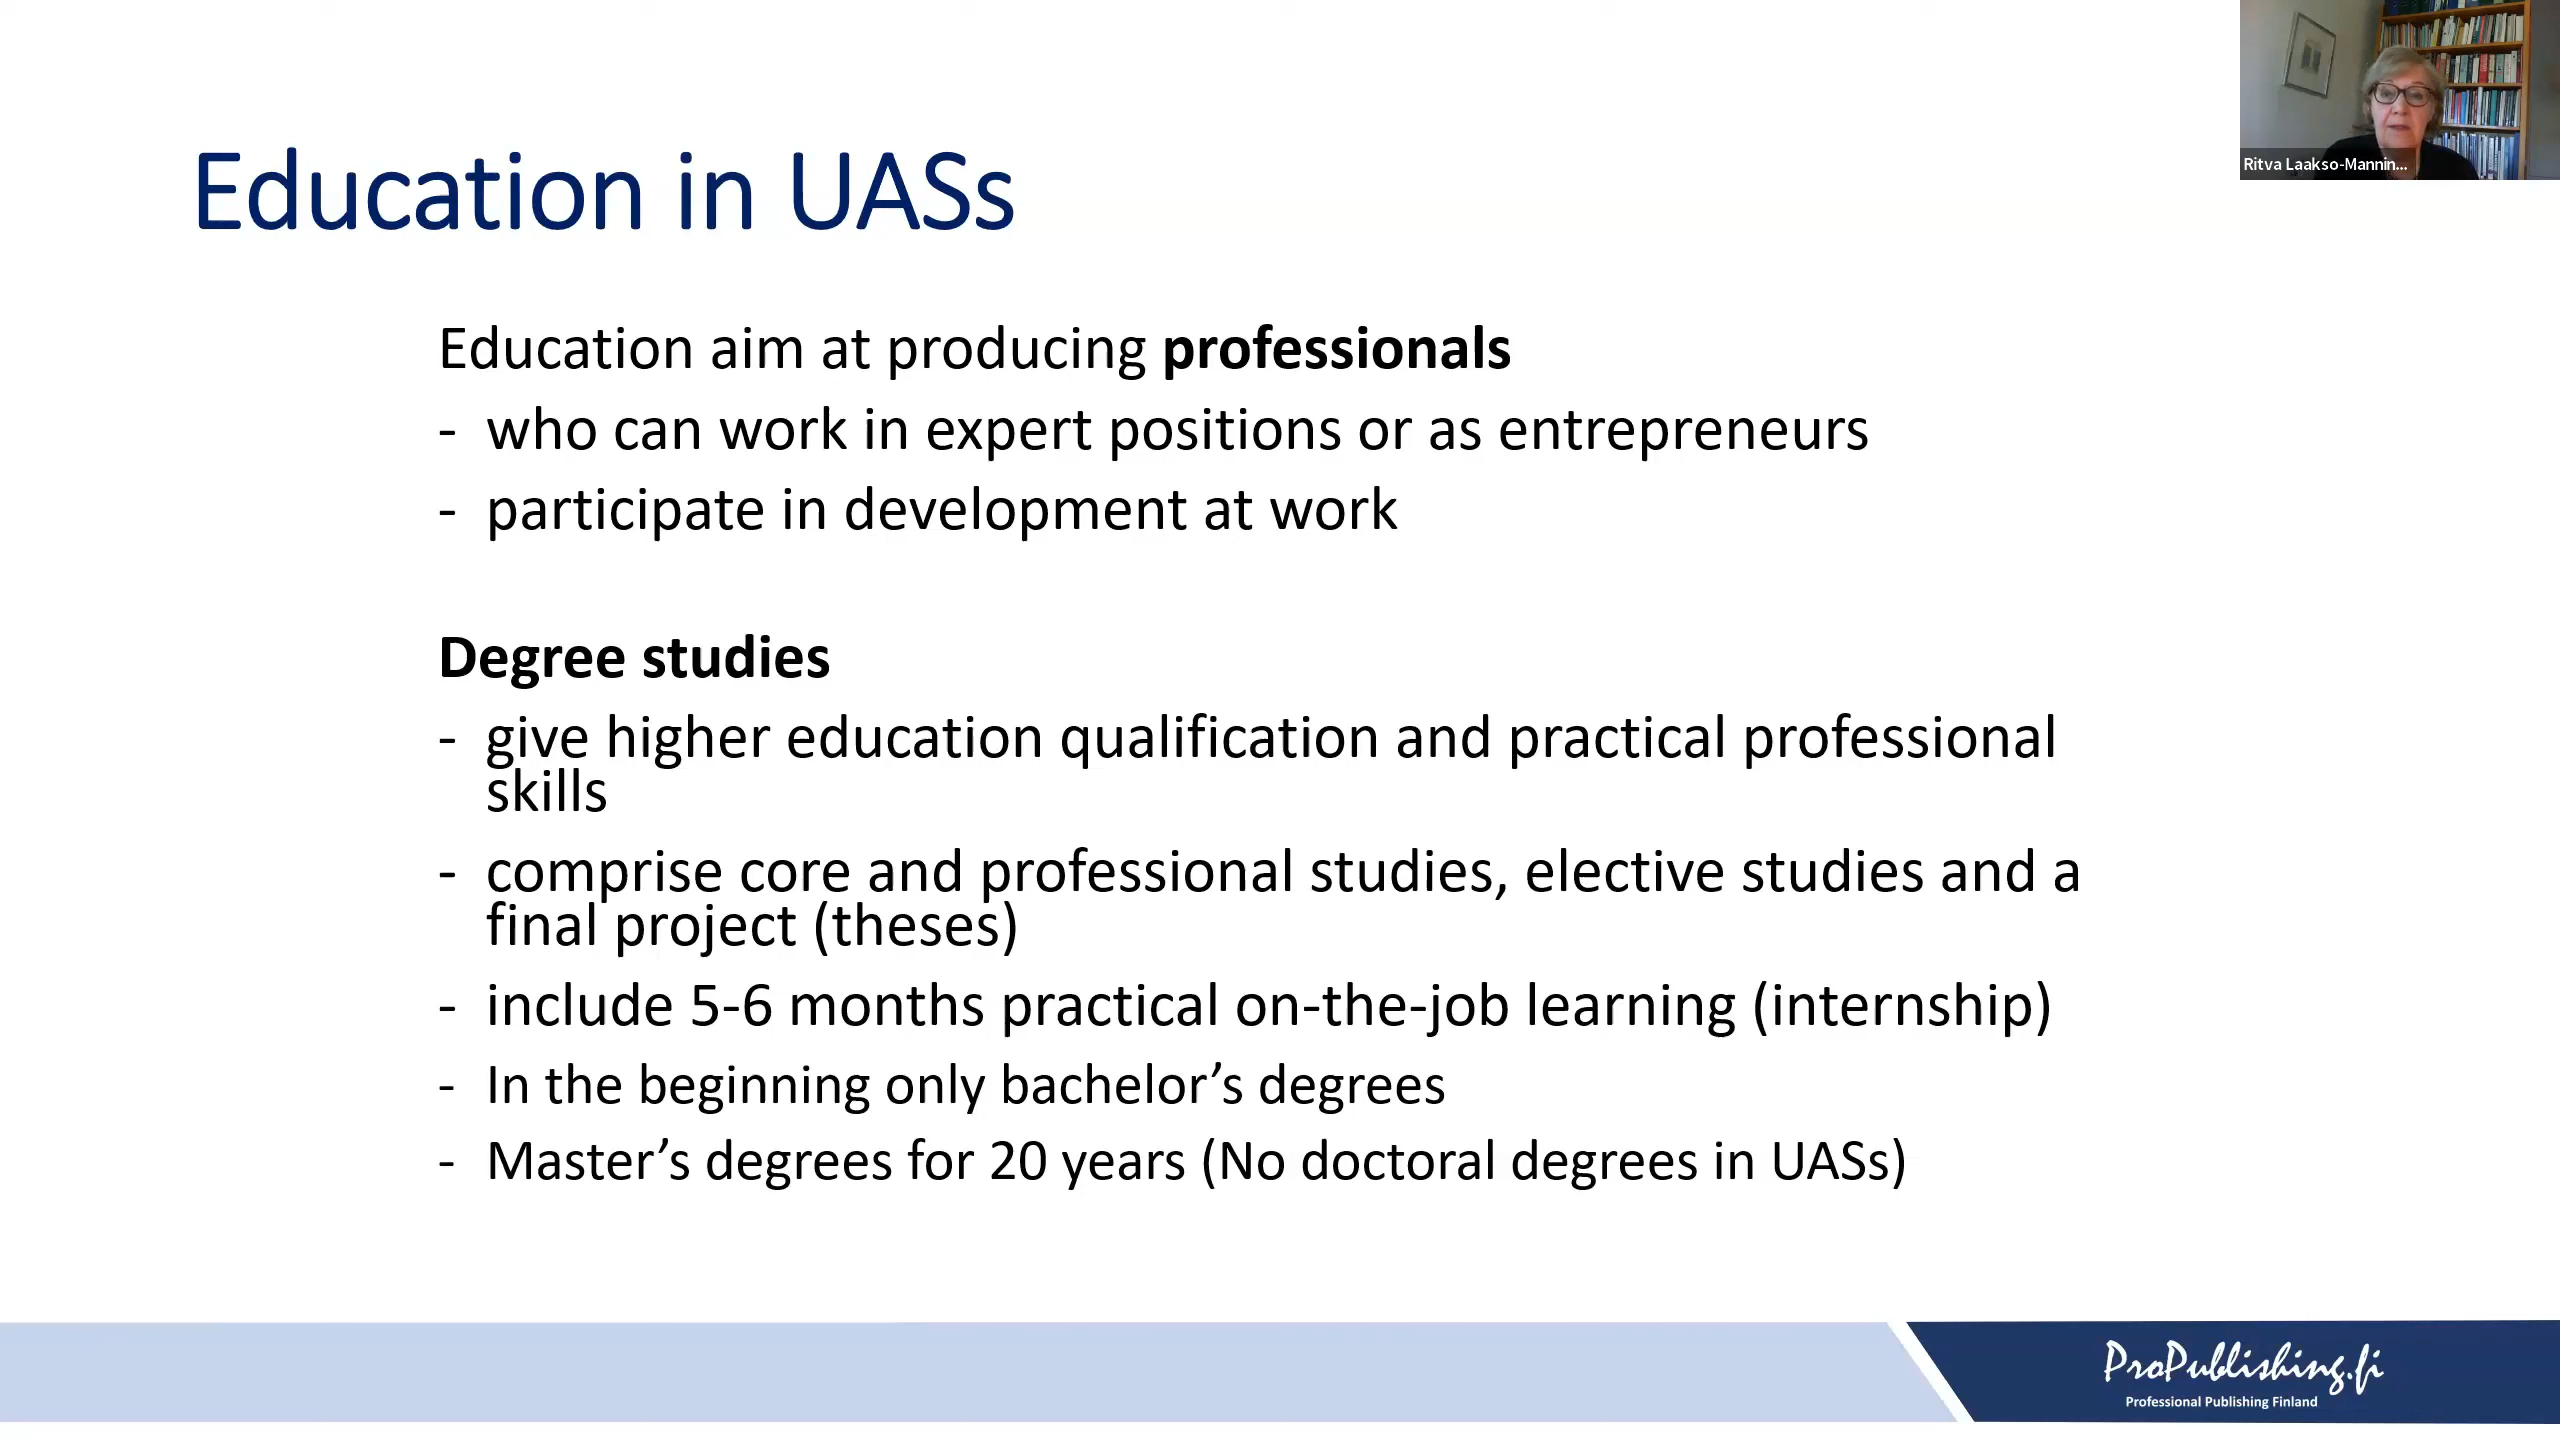 Education in UASs
Ritva Laakso-Mannin...
Education aim at producing professionals
- who can work in expert positions or as entrepreneurs
- participate in development at work
Degree studies
- give higher education qualification and practical professional
skills
- comprise core and professional studies, elective studies and a
final project (theses)
- include 5-6 months practical on-the-job learning (internship)
- In the beginning only bachelor’s degrees
- Master’s degrees for 20 years (No doctoral degrees in UASs)
ProPublishing.fi
Professional Publishing Finland